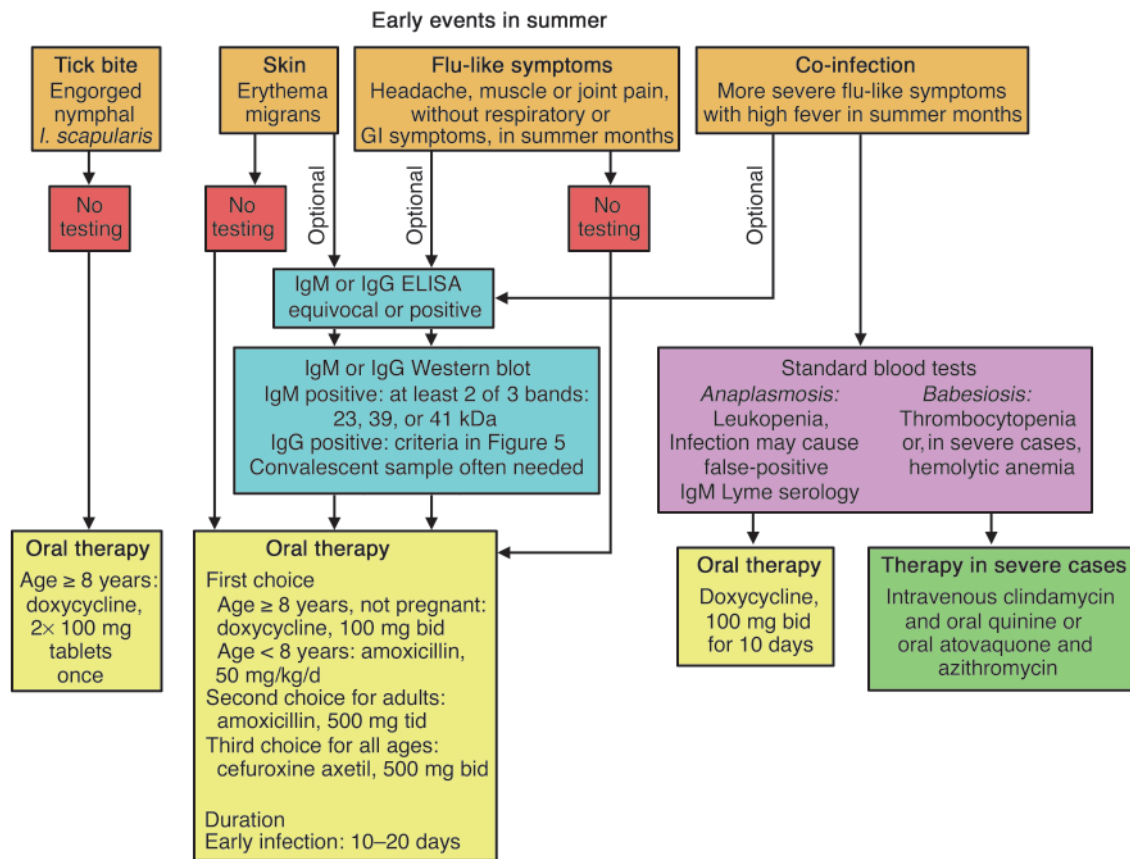 Early events in summer
Tick bite
Engorged
nymphal
I. scapularis
Skin
Erythema
migrans
Flu-like symptoms
Headache, muscle or joint pain,
without respiratory or
GI symptoms, in summer months
Co-infection
More severe flu-like symptoms
with high fever in summer months
No
testing
No
testing
Optional
Optional
No
testing
Optional
IgM or IgG ELISA
equivocal or positive
IgM or IgG Western blot
IgM positive: at least 2 of 3 bands:
23, 39, or 41 kDa
IgG positive: criteria in Figure 5
Convalescent sample often needed
Standard blood tests
Anaplasmosis:
Leukopenia,
Infection may cause
false-positive
IgM Lyme serology
Babesiosis:
Thrombocytopenia
or, in severe cases,
hemolytic anemia
Oral therapy
Age ≥ 8 years:
doxycycline,
2× 100 mg
tablets
once
Oral therapy
First choice
Age ≥ 8 years, not pregnant:
doxycycline, 100 mg bid
Age < 8 years: amoxicillin,
50 mg/kg/d
Second choice for adults:
amoxicillin, 500 mg tid
Third choice for all ages:
cefuroxine axetil, 500 mg bid
Duration
Early infection: 10–20 days
Oral therapy
Doxycycline,
100 mg bid
for 10 days
Therapy in severe cases
Intravenous clindamycin
and oral quinine or
oral atovaquone and
azithromycin